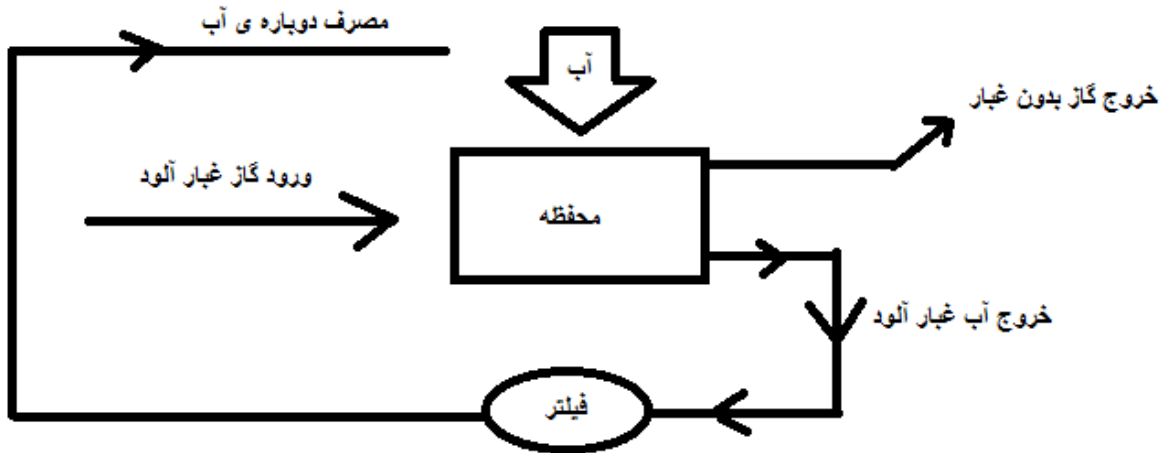 مصرف دوباره ی آب
آب
خروج گاز بدون غبار
ورود گاز غبار آلود
محفظه
خروج آب غبار آلود
فیلتر